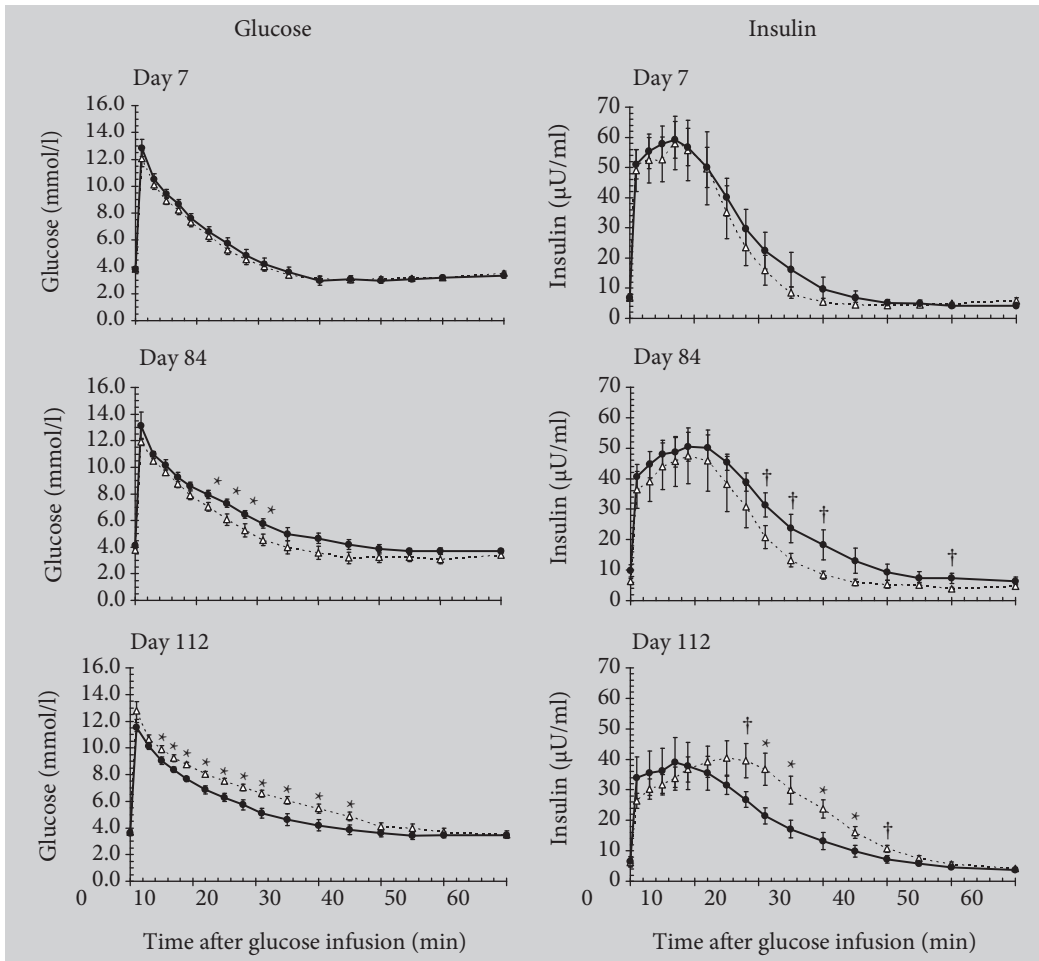 Glucose
Insulin
Day 7
Glucose (mmol/l)
16.0
14.0
12.0
10.0
8.0
6.0
4.0
2.0
0.0
Day 7
Insulin (µU/ml)
70
60
50
40
30
20
10
0
Day 84
Glucose (mmol/l)
16.0
14.0
12.0
10.0
8.0
6.0
4.0
2.0
0.0
* * * *
Day 84
Insulin (µU/ml)
70
60
50
40
30
20
10
0
† † † †
Day 112
Glucose (mmol/l)
16.0
14.0
12.0
10.0
8.0
6.0
4.0
2.0
0.0
* * * * * * * * * *
0 10 20 30 40 50 60
Time after glucose infusion (min)
Day 112
Insulin (µU/ml)
70
60
50
40
30
20
10
0
† * * * * †
0 10 20 30 40 50 60
Time after glucose infusion (min)